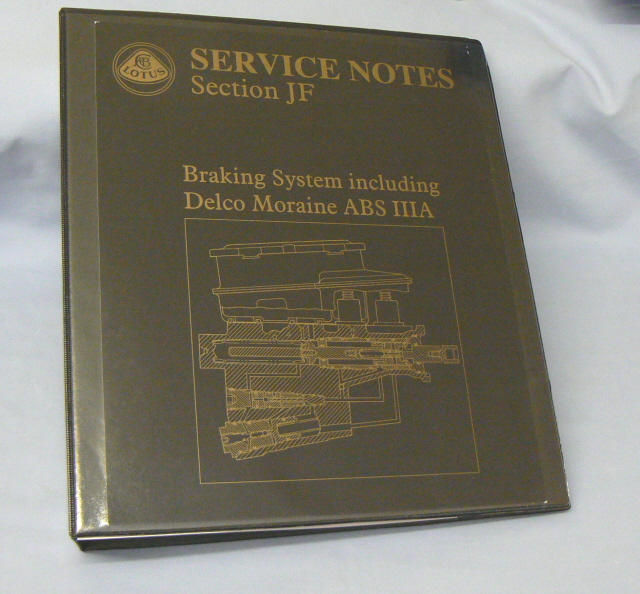 LOTUS
SERVICE NOTES
Section JF
Braking System including
Delco Moraine ABS IIIA